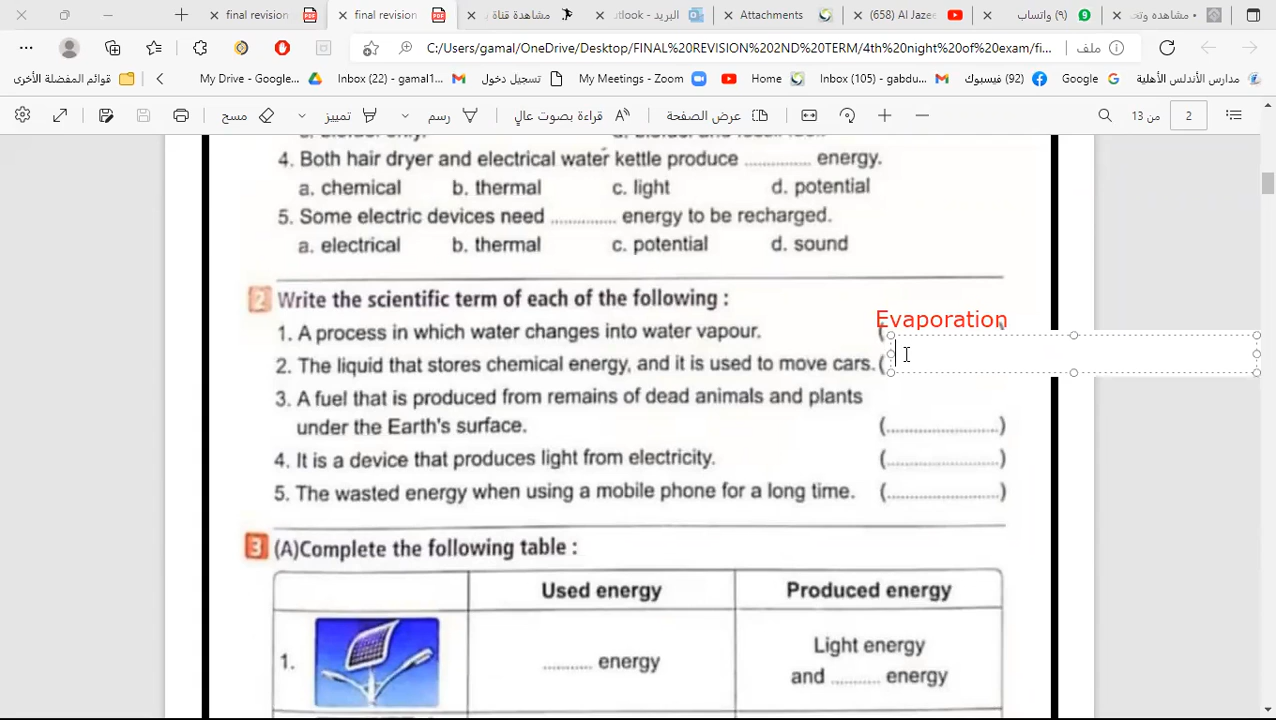 final revision
final revision
مشاهدة قناة
البريد - outlook
Attachments
(658) Al Jazee
(٩) واتساب
مشاهده وتح
C:/Users/gamal/OneDrive/Desktop/FINAL%20REVISION%202ND%20TERM/4th%20night%20of%20exam/fi...
ملف
قوائم المفضلة الأخرى
My Drive - Google...
Inbox (22) - gamal1...
تسجيل دخول
My Meetings - Zoom
Home
Inbox (105) - gabdu...
(92) فيسبوك
Google
مدارس الأندلس الأهلية
مسح
تمييز
رسم
قراءة بصوت عالٍ
عرض الصفحة
من 13
2
4. Both hair dryer and electrical water kettle produce ............. energy.
a. chemical b. thermal c. light d. potential
5. Some electric devices need ............. energy to be recharged.
a. electrical b. thermal c. potential d. sound
2 Write the scientific term of each of the following :
Evaporation
1. A process in which water changes into water vapour. (
2. The liquid that stores chemical energy, and it is used to move cars. (
3. A fuel that is produced from remains of dead animals and plants
under the Earth's surface. (......................)
4. It is a device that produces light from electricity. (......................)
5. The wasted energy when using a mobile phone for a long time. (......................)
3 (A)Complete the following table :
Used energy Produced energy
1. .......... energy Light energy
and .......... energy